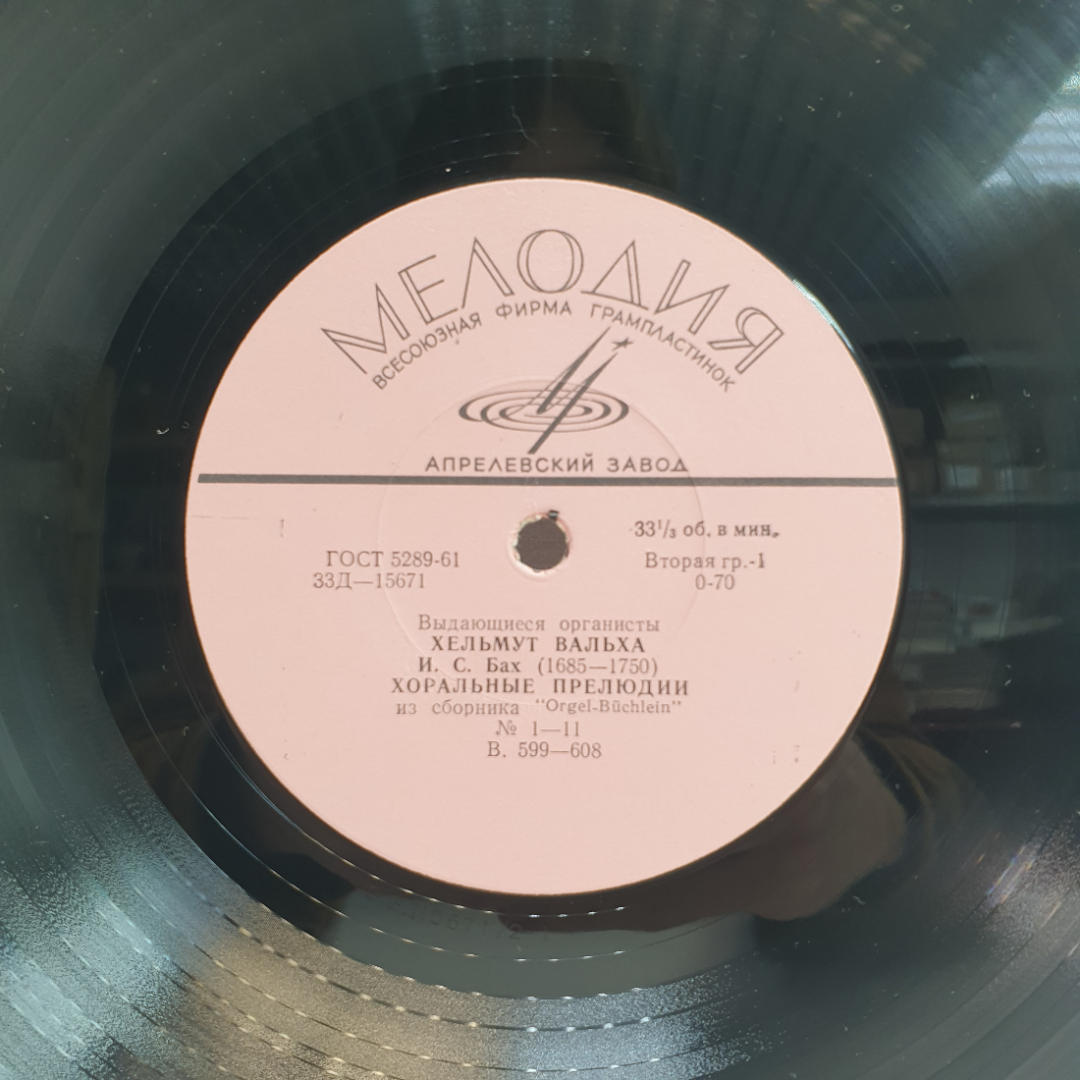 МЕЛОДИЯ
ВСЕСОЮЗНАЯ ФИРМА ГРАМПЛАСТИНОК
АПРЕЛЕВСКИЙ ЗАВОД
33¹/₃ об. в мин.
ГОСТ 5289-61 Вторая гр.-1
33Д—15671 0-70
Выдающиеся органисты
ХЕЛЬМУТ ВАЛЬХА
И. С. Бах (1685—1750)
ХОРАЛЬНЫЕ ПРЕЛЮДИИ
из сборника "Orgel-Büchlein"
№ 1—11
В. 599—608